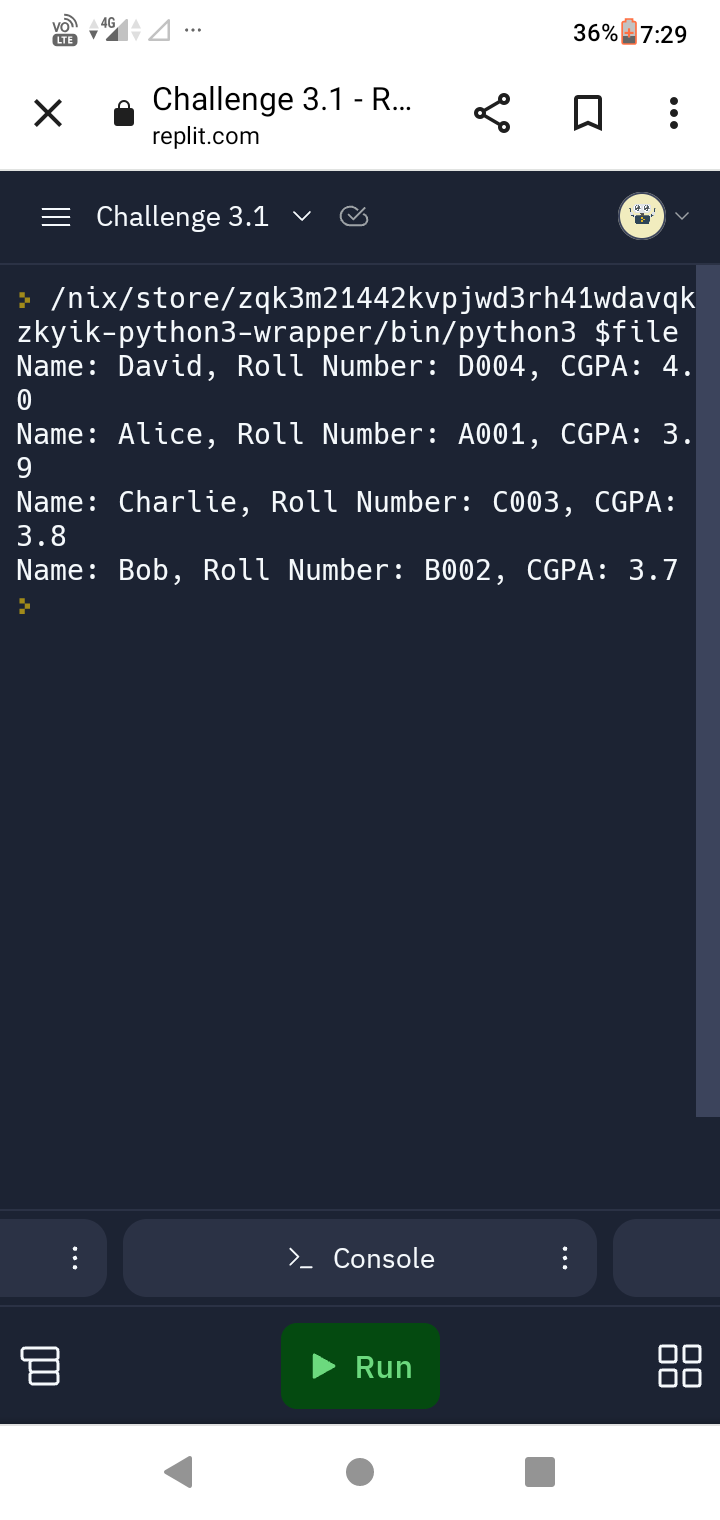 VO LTE 4G ... 36% 7:29
Challenge 3.1 - R...
replit.com
Challenge 3.1
/nix/store/zqk3m21442kvpjwd3rh41wdavqk
zkyik-python3-wrapper/bin/python3 $file
Name: David, Roll Number: D004, CGPA: 4.
0
Name: Alice, Roll Number: A001, CGPA: 3.
9
Name: Charlie, Roll Number: C003, CGPA:
3.8
Name: Bob, Roll Number: B002, CGPA: 3.7
>_ Console
Run